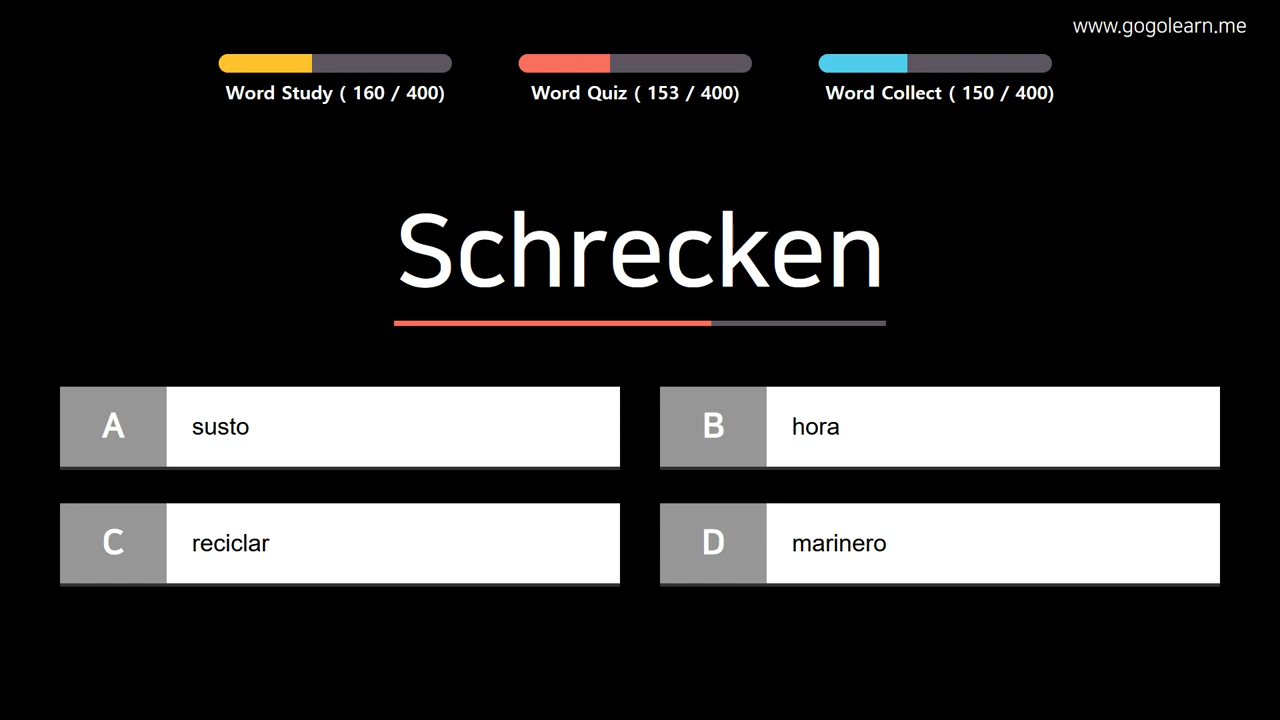 www.gogolearn.me
Word Study ( 160 / 400)
Word Quiz ( 153 / 400)
Word Collect ( 150 / 400)
Schrecken
A susto
B hora
C reciclar
D marinero